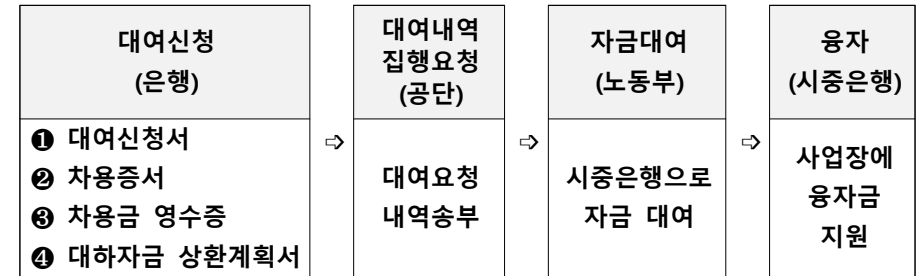 대여신청
(은행)
❶ 대여신청서
❷ 차용증서
❸ 차용금 영수증
❹ 대하자금 상환계획서
⇨
대여내역
집행요청
(공단)
대여요청
내역송부
⇨
자금대여
(노동부)
시중은행으로
자금 대여
⇨
융자
(시중은행)
사업장에
융자금
지원